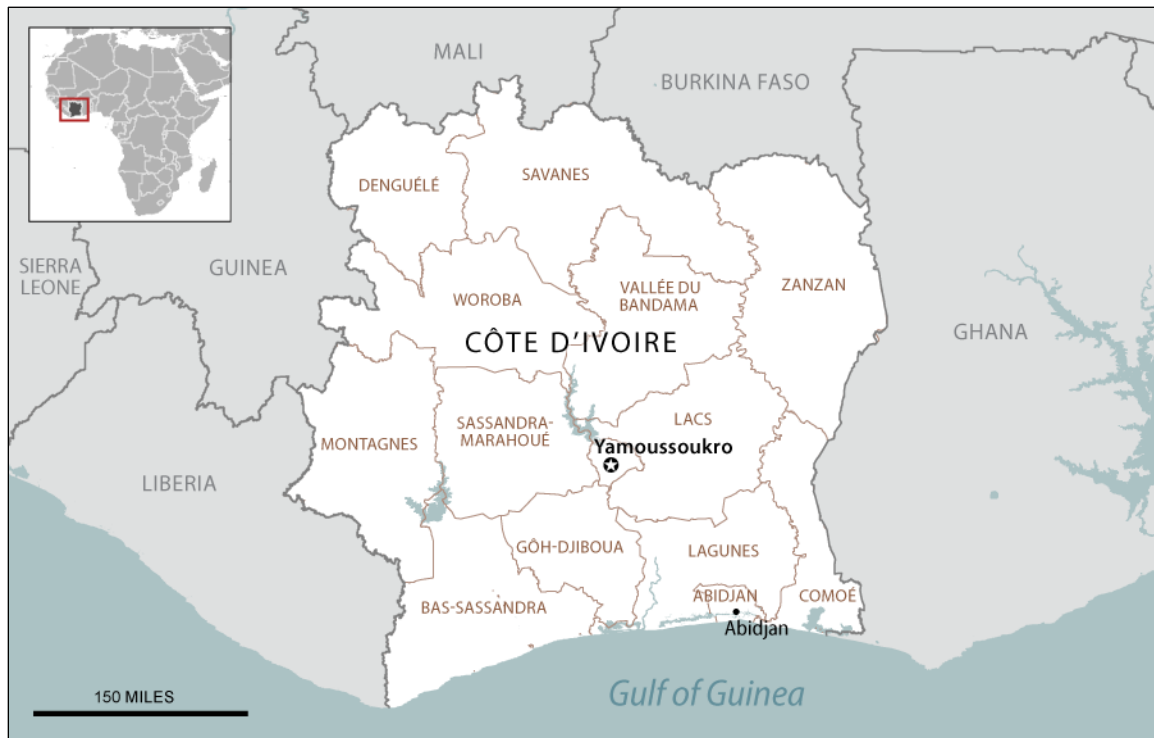 MALI
BURKINA FASO
DENGUÉLÉ
SAVANES
SIERRA
LEONE
GUINEA
WOROBA
VALLÉE DU
BANDAMA
ZANZAN
GHANA
CÔTE D'IVOIRE
MONTAGNES
SASSANDRA-
MARAHOUÉ
LACS
Yamoussoukro
LIBERIA
GÔH-DJIBOUA
LAGUNES
BAS-SASSANDRA
ABIDJAN
COMOÉ
Abidjan
150 MILES
Gulf of Guinea